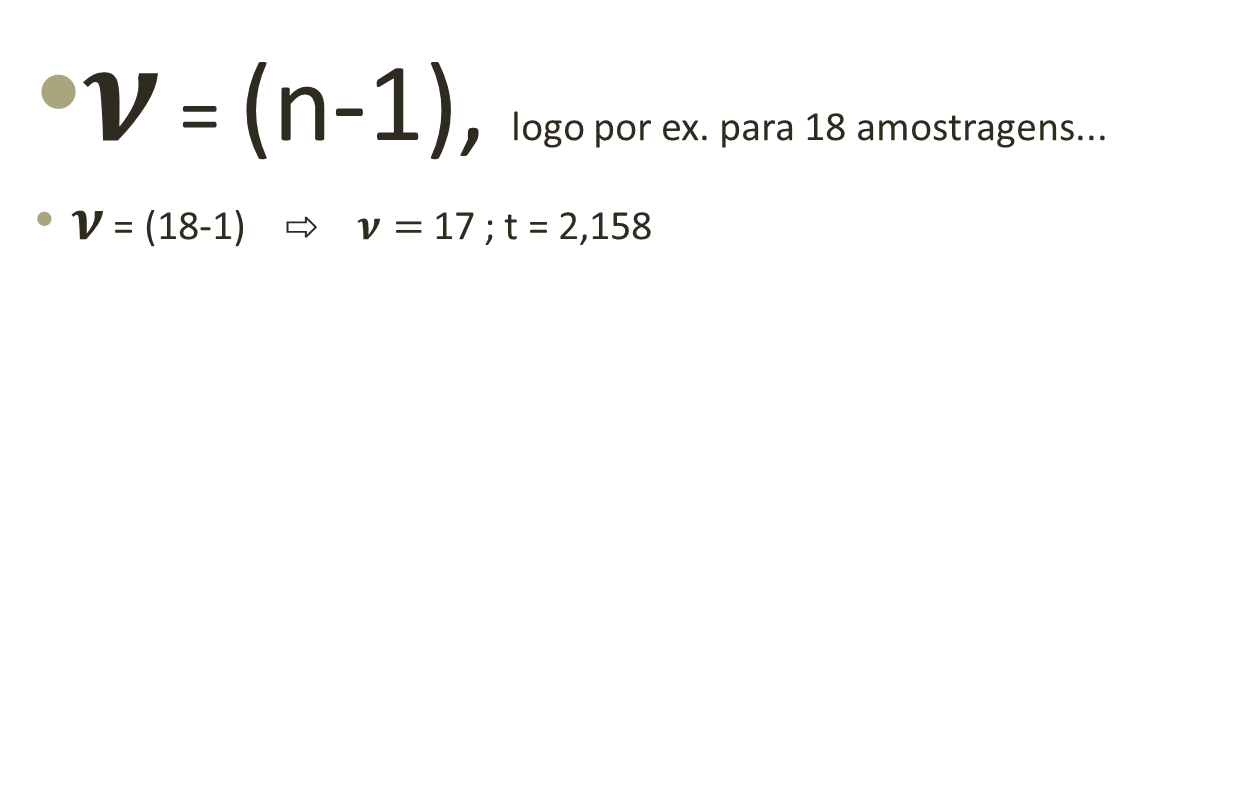 • 𝝂 = (n-1), logo por ex. para 18 amostragens...
• 𝝂 = (18-1) ⇨ 𝝂 = 17 ; t = 2,158